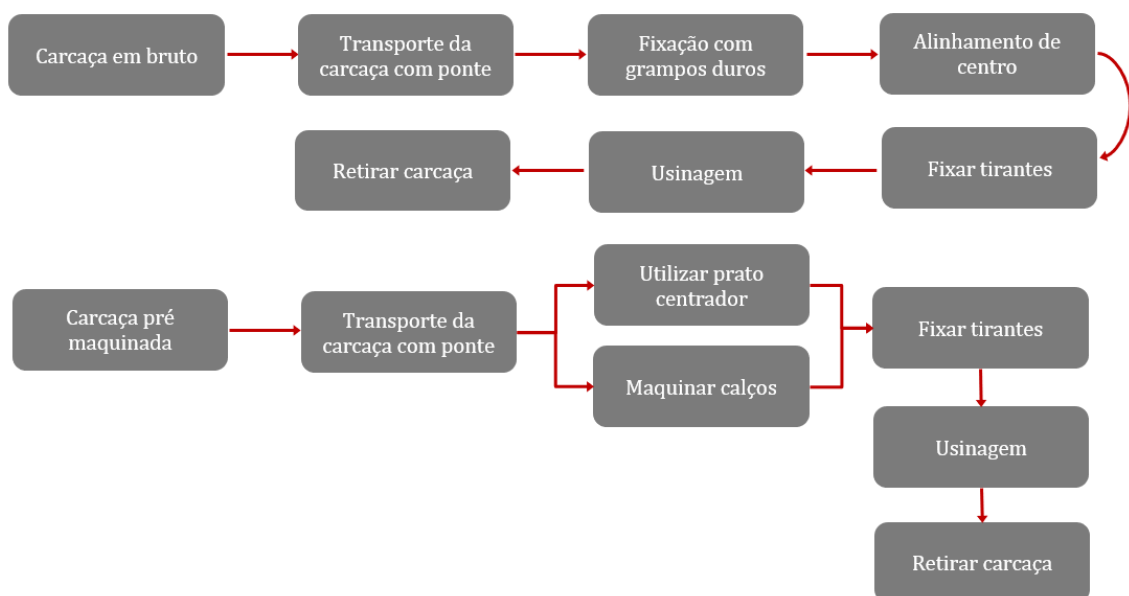 Carcaça em bruto
Transporte da
carcaça com ponte
Fixação com
grampos duros
Alinhamento de
centro
Fixar tirantes
Usinagem
Retirar carcaça
Carcaça pré
maquinada
Transporte da
carcaça com ponte
Utilizar prato
centrador
Maquinar calços
Fixar tirantes
Usinagem
Retirar carcaça